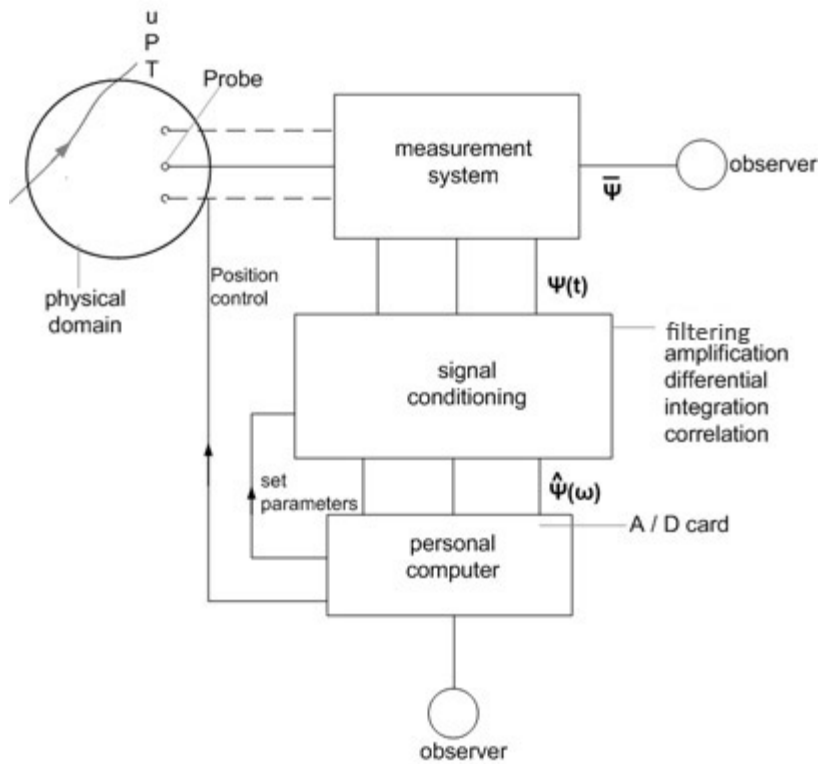 u
P
T
Probe
measurement
system
Ψ̅
observer
physical
domain
Position
control
Ψ(t)
signal
conditioning
filtering
amplification
differential
integration
correlation
set
parameters
Ψ̂(ω)
A / D card
personal
computer
observer